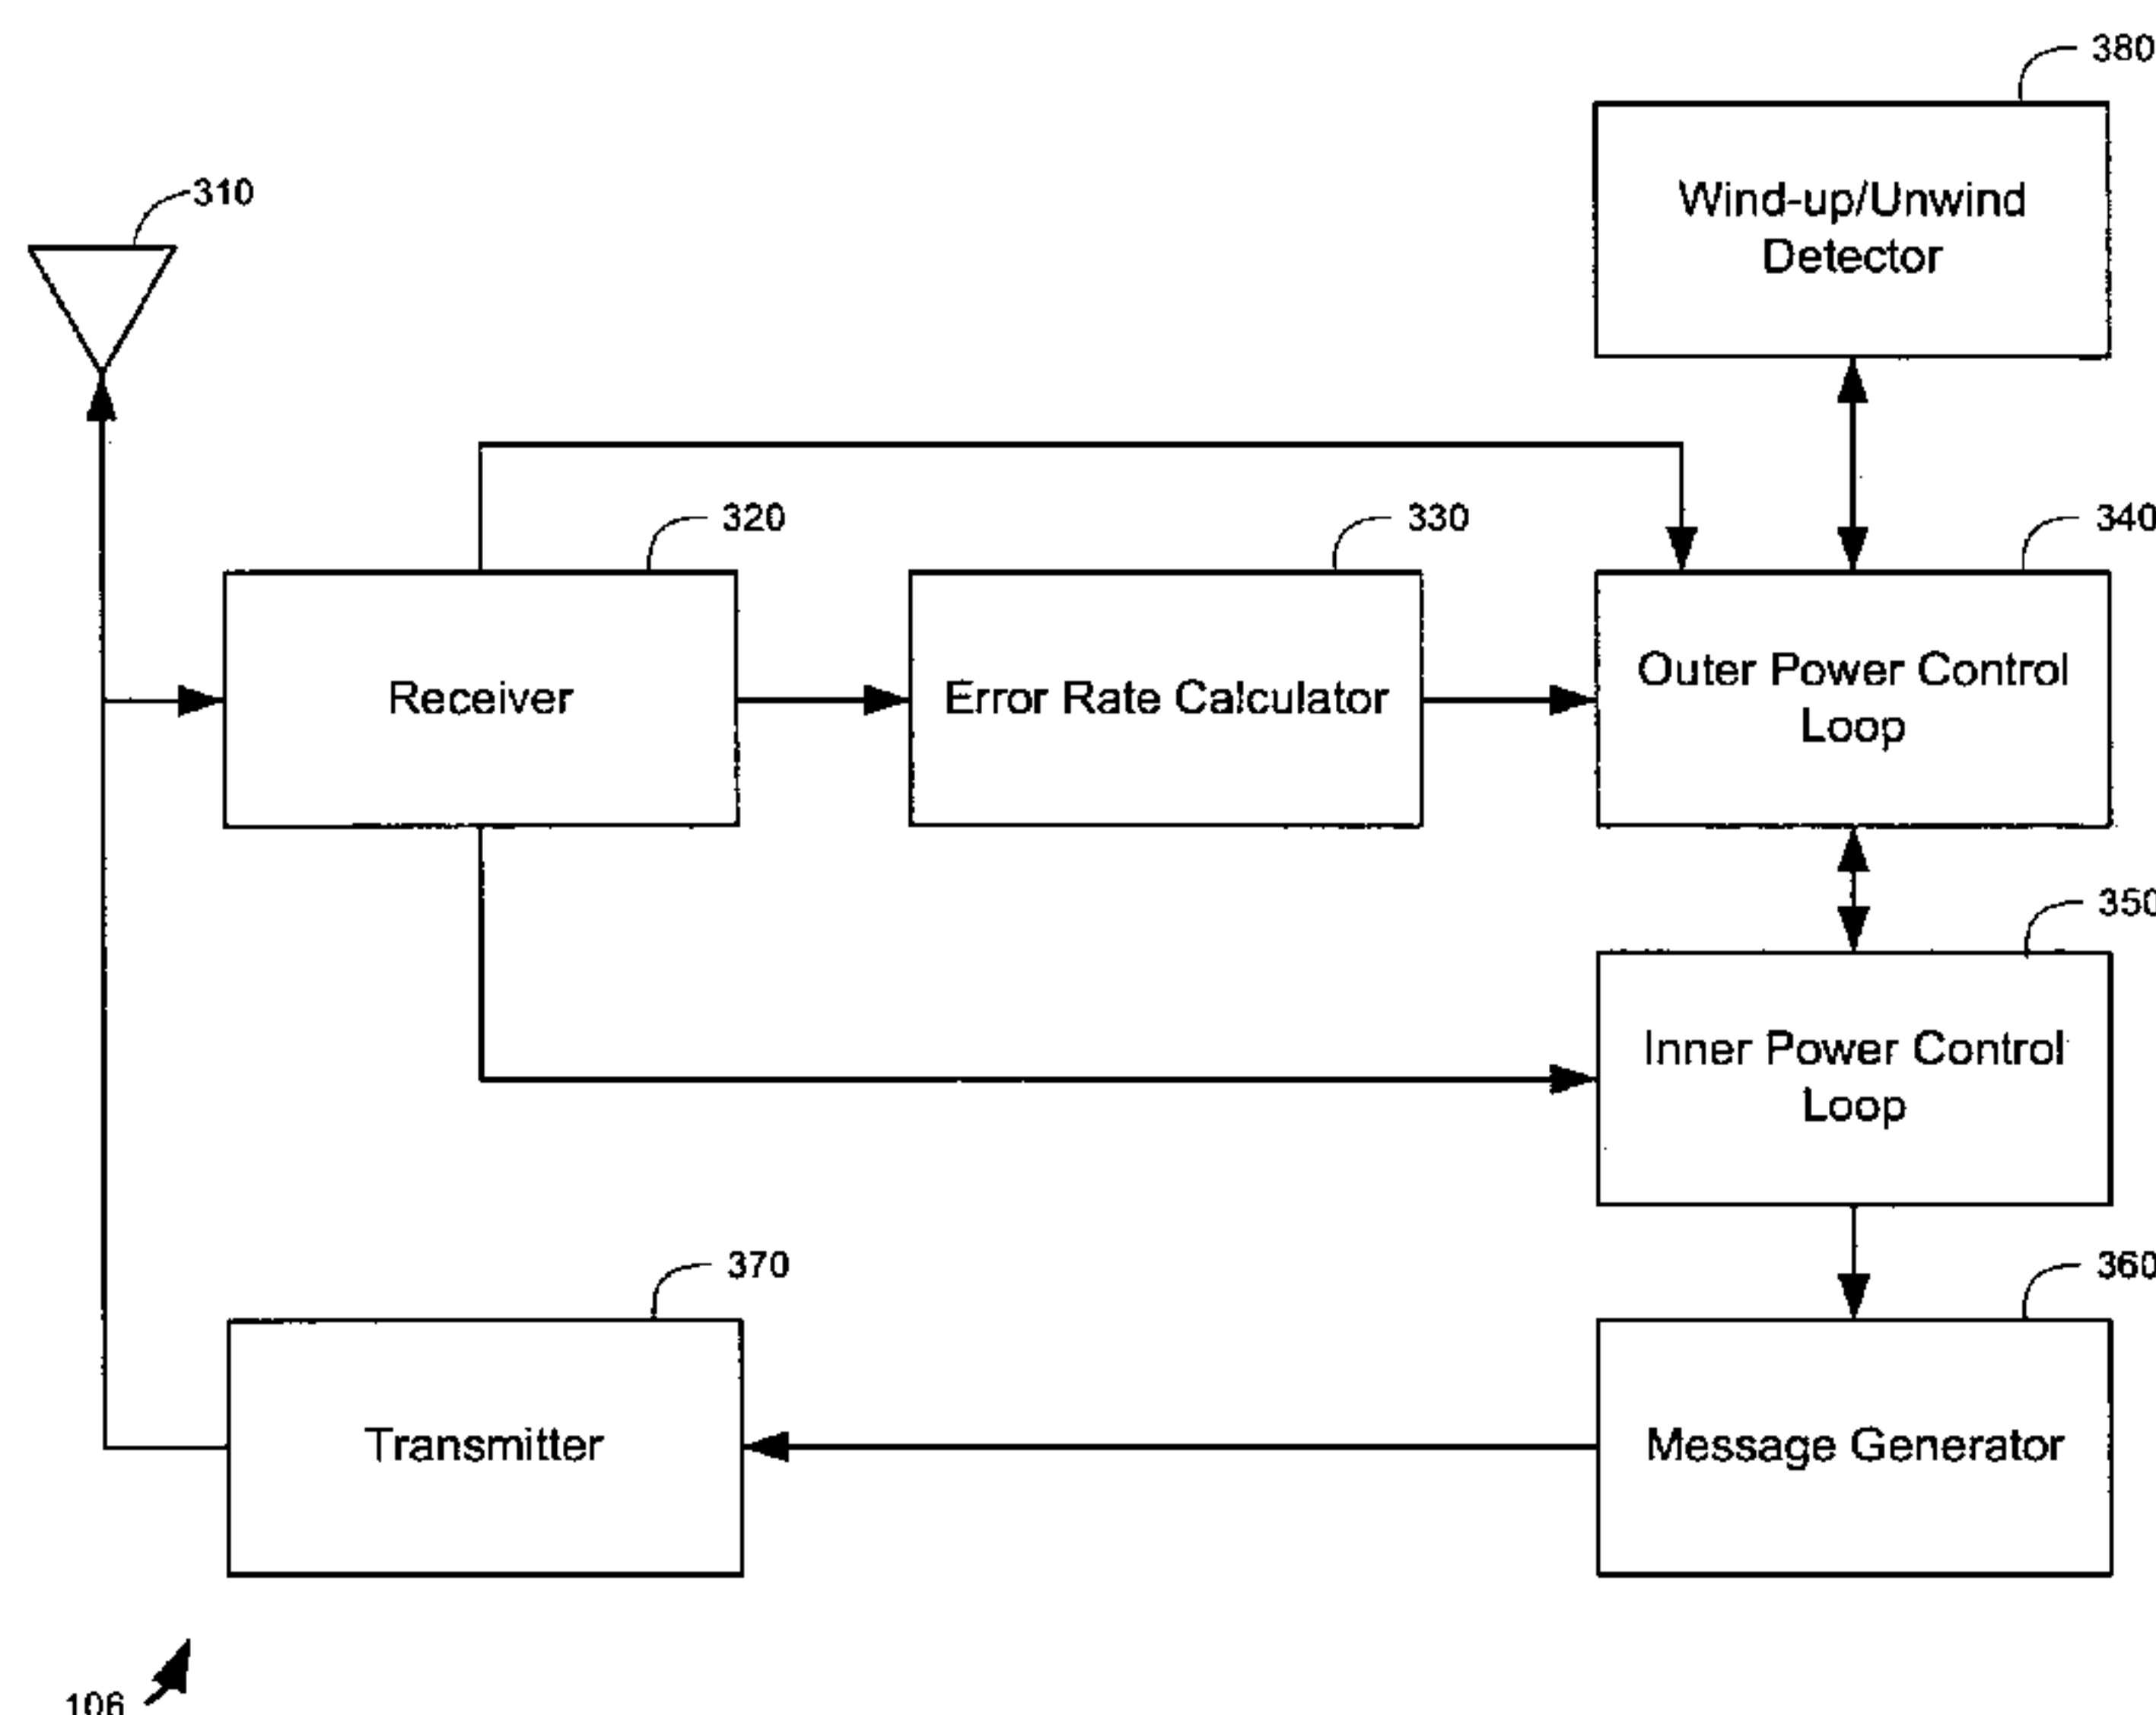 380
310
Wind-up/Unwind
Detector
320
330
340
Receiver
Error Rate Calculator
Outer Power Control
Loop
350
Inner Power Control
Loop
370
360
Transmitter
Message Generator
106